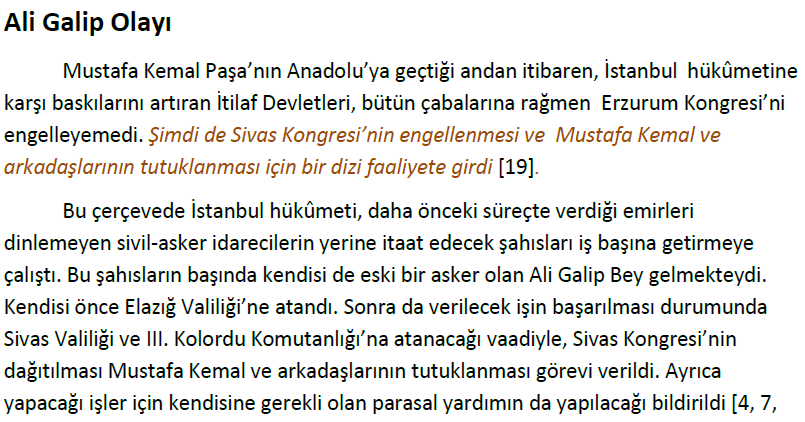 Ali Galip Olayı
Mustafa Kemal Paşa’nın Anadolu’ya geçtiği andan itibaren, İstanbul hükûmetine
karşı baskılarını artıran İtilaf Devletleri, bütün çabalarına rağmen Erzurum Kongresi’ni
engelleyemedi. Şimdi de Sivas Kongresi’nin engellenmesi ve Mustafa Kemal ve
arkadaşlarının tutuklanması için bir dizi faaliyete girdi [19].
Bu çerçevede İstanbul hükûmeti, daha önceki süreçte verdiği emirleri
dinlemeyen sivil-asker idarecilerin yerine itaat edecek şahısları iş başına getirmeye
çalıştı. Bu şahısların başında kendisi de eski bir asker olan Ali Galip Bey gelmekteydi.
Kendisi önce Elazığ Valiliği’ne atandı. Sonra da verilecek işin başarılması durumunda
Sivas Valiliği ve III. Kolordu Komutanlığı’na atanacağı vaadiyle, Sivas Kongresi’nin
dağıtılması Mustafa Kemal ve arkadaşlarının tutuklanması görevi verildi. Ayrıca
yapacağı işler için kendisine gerekli olan parasal yardımın da yapılacağı bildirildi [4, 7,